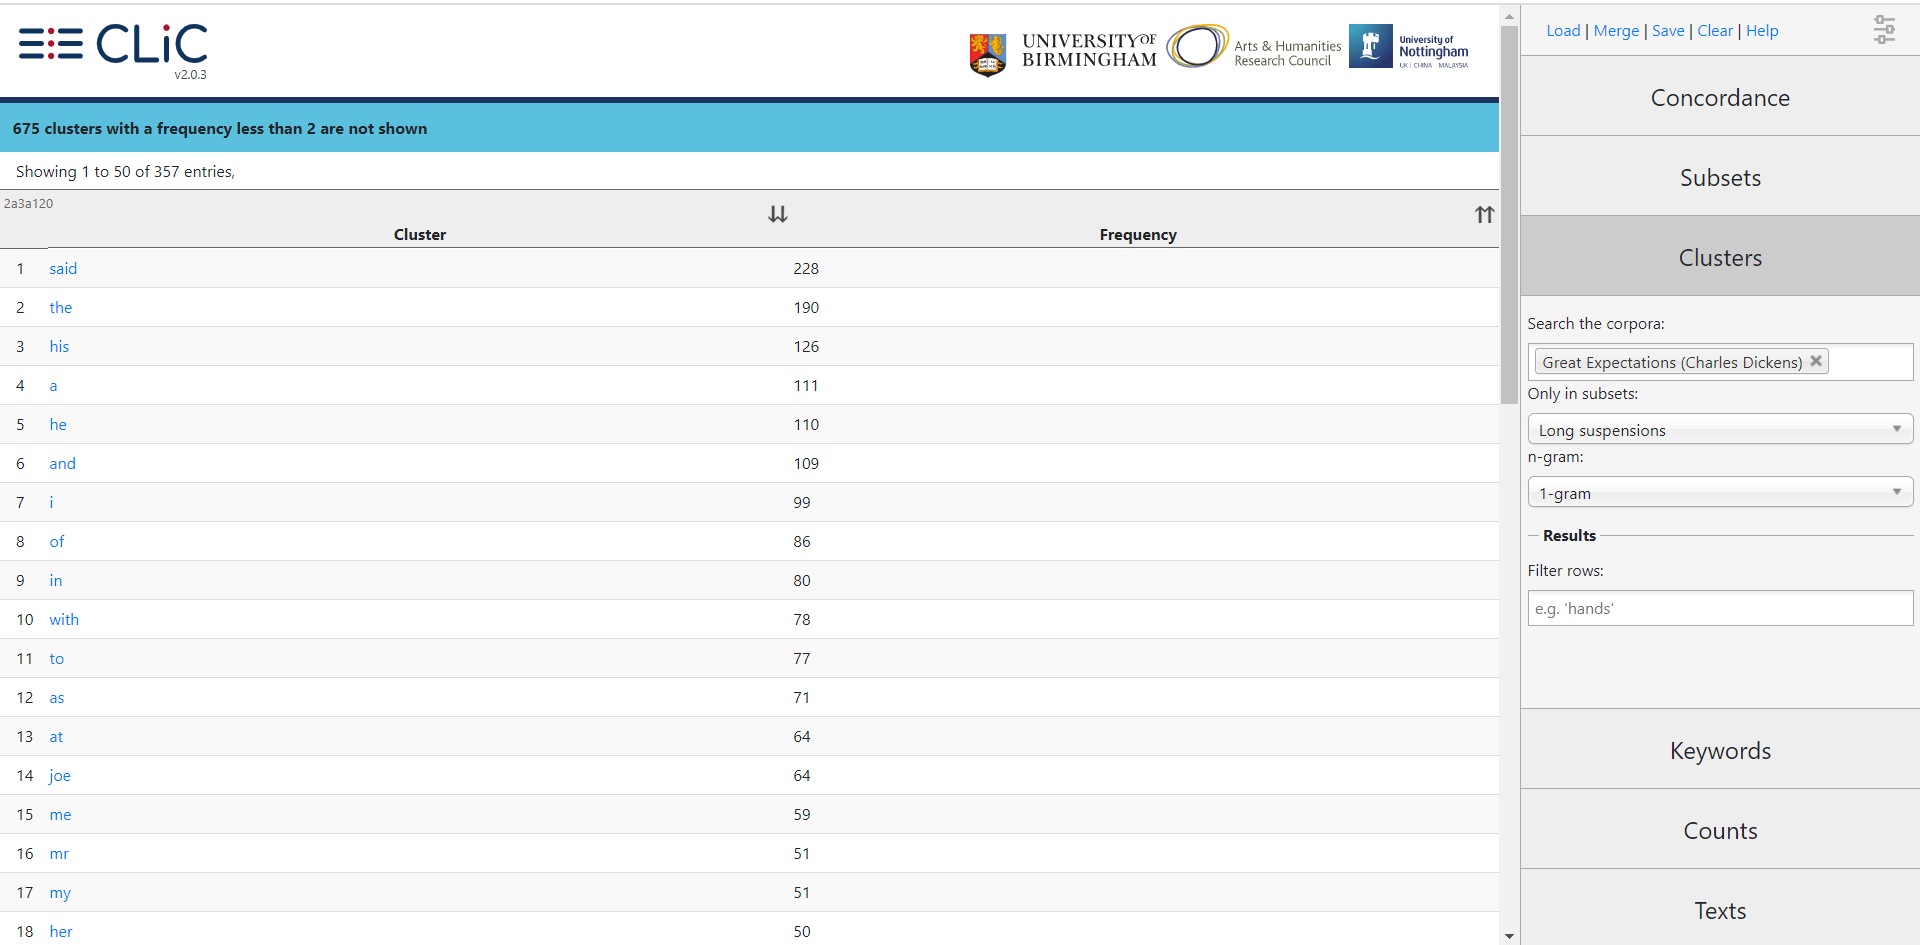 CLiC
v2.0.3
UNIVERSITY OF
BIRMINGHAM
Arts & Humanities
Research Council
University of
Nottingham
UK | CHINA | MALAYSIA
675 clusters with a frequency less than 2 are not shown
Showing 1 to 50 of 357 entries,
2a3a120
Cluster Frequency
1 said 228
2 the 190
3 his 126
4 a 111
5 he 110
6 and 109
7 i 99
8 of 86
9 in 80
10 with 78
11 to 77
12 as 71
13 at 64
14 joe 64
15 me 59
16 mr 51
17 my 51
18 her 50
Load | Merge | Save | Clear | Help
Concordance
Subsets
Clusters
Search the corpora:
Great Expectations (Charles Dickens)
Only in subsets:
Long suspensions
n-gram:
1-gram
Results
Filter rows:
e.g. 'hands'
Keywords
Counts
Texts